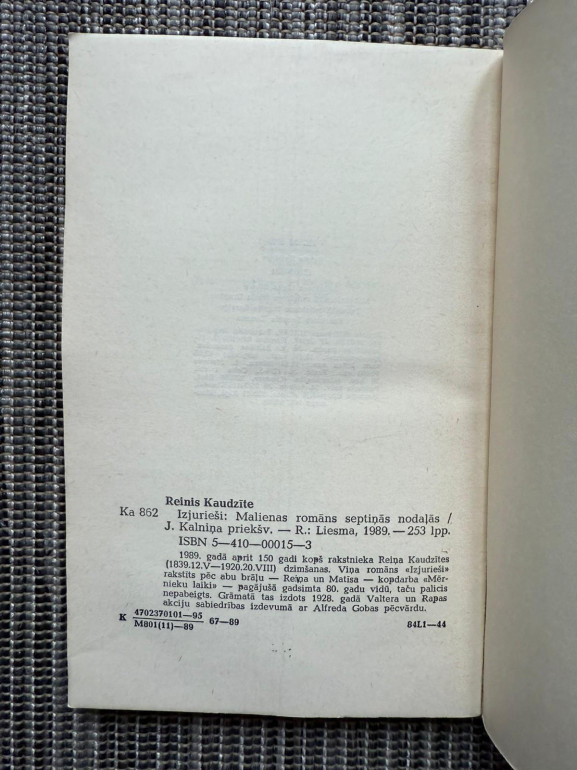 Reinis Kaudzīte
Ka 862
Izjurieši: Malienas romāns septiņās nodaļās /
J. Kalniņa priekšv. — R.: Liesma, 1989. — 253 lpp.
ISBN 5—410—00015—3
1989. gadā aprit 150 gadi kopš rakstnieka Reiņa Kaudzītes
(1839.12.V—1920.20.VIII) dzimšanas. Viņa romāns «Izjurieši»
rakstīts pēc abu brāļu — Reiņa un Matīsa — kopdarba «Mēr-
nieku laiki» — pagājušā gadsimta 80. gadu vidū, taču palicis
nepabeigts. Grāmatā tas izdots 1928. gadā Valtera un Rapas
akciju sabiedrības izdevumā ar Alfreda Gobas pēcvārdu.
K 4702370101—95
M801(11)—89 67—89 84L1—44